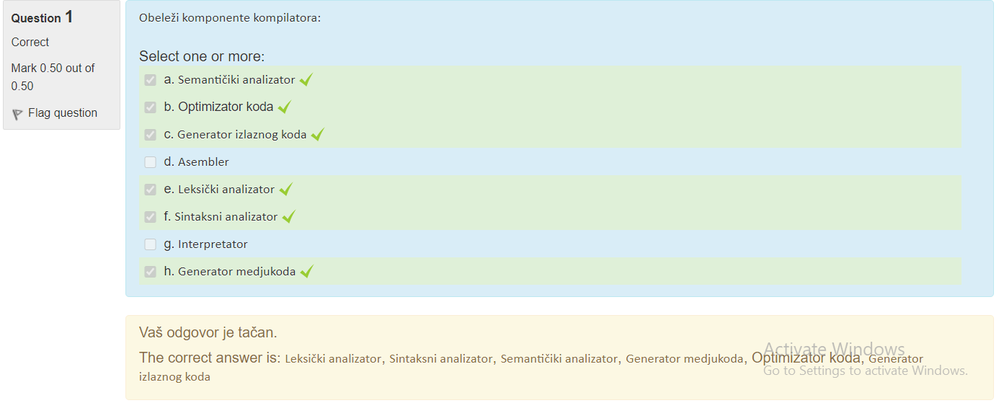 Question 1
Correct
Mark 0.50 out of
0.50
Flag question
Obeleži komponente kompilatora:
Select one or more:
a. Semantičiki analizator
b. Optimizator koda
c. Generator izlaznog koda
d. Asembler
e. Leksički analizator
f. Sintaksni analizator
g. Interpretator
h. Generator medjukoda
Vaš odgovor je tačan.
The correct answer is: Leksički analizator, Sintaksni analizator, Semantičiki analizator, Generator medjukoda, Optimizator koda, Generator
izlaznog koda
Activate Windows
Go to Settings to activate Windows.